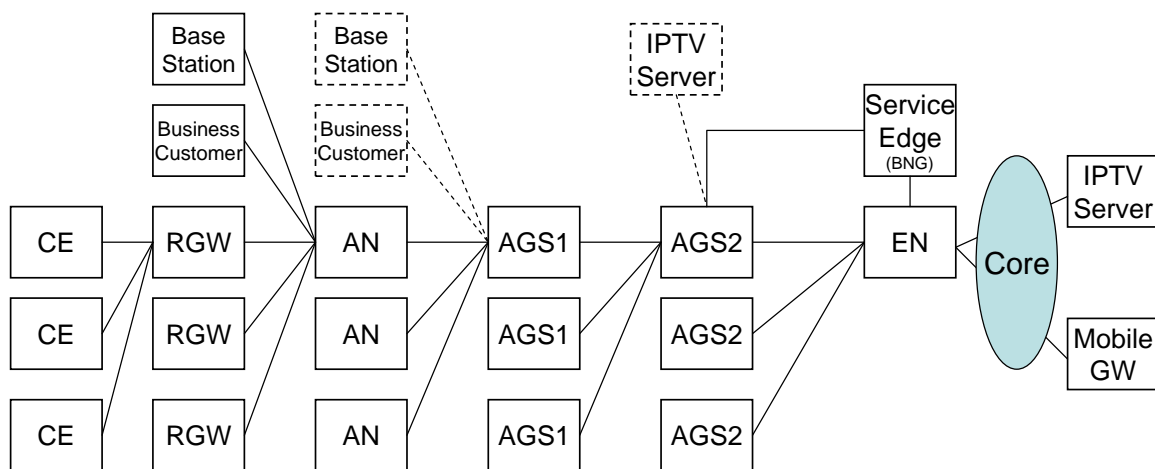 Base
Station
Base
Station
IPTV
Server
Business
Customer
Business
Customer
Service
Edge
(BNG)
IPTV
Server
CE
RGW
AN
AGS1
AGS2
EN
Core
CE
RGW
AN
AGS1
AGS2
Mobile
GW
CE
RGW
AN
AGS1
AGS2